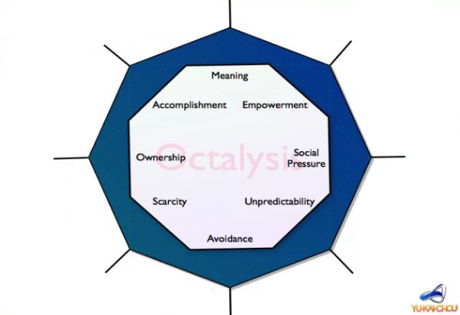 Meaning
Accomplishment Empowerment
Octalysis
Ownership Social Pressure
Scarcity Unpredictability
Avoidance
YU-KAI CHOU